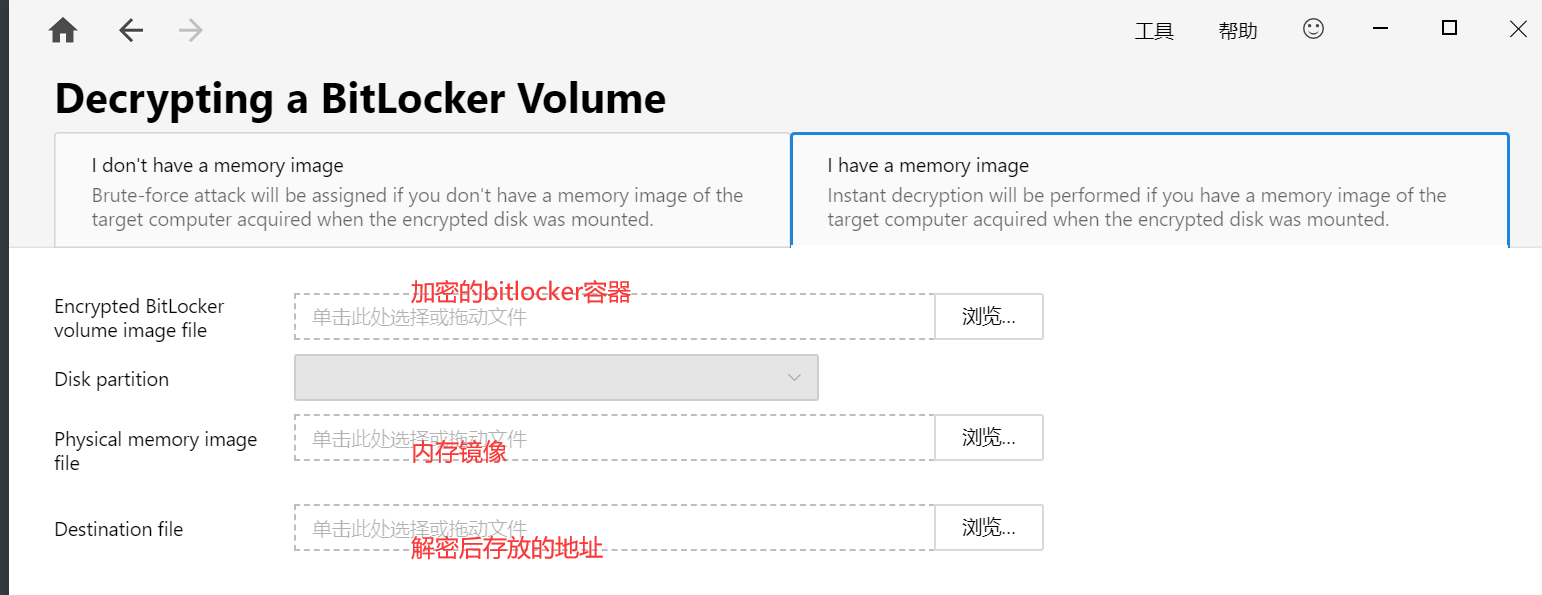 工具 帮助
Decrypting a BitLocker Volume
I don't have a memory image
Brute-force attack will be assigned if you don't have a memory image of the
target computer acquired when the encrypted disk was mounted.
I have a memory image
Instant decryption will be performed if you have a memory image of the
target computer acquired when the encrypted disk was mounted.
加密的bitlocker容器
Encrypted BitLocker
volume image file
单击此处选择或拖动文件
浏览...
Disk partition
Physical memory image
file
单击此处选择或拖动文件
浏览...
内存镜像
Destination file
单击此处选择或拖动文件
浏览...
解密后存放的地址